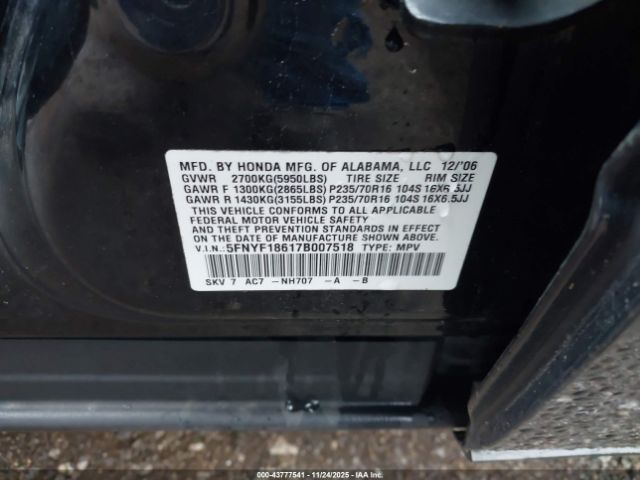 MFD. BY HONDA MFG. OF ALABAMA, LLC 12/'06
GVWR 2700KG(5950LBS) TIRE SIZE RIM SIZE
GAWR F 1300KG(2865LBS) P235/70R16 104S 16X6.5JJ
GAWR R 1430KG(3155LBS) P235/70R16 104S 16X6.5JJ
THIS VEHICLE CONFORMS TO ALL APPLICABLE
FEDERAL MOTOR VEHICLE SAFETY AND
THEFT PREVENTION STANDARDS IN EFFECT
ON THE DATE OF MANUFACTURE SHOWN ABOVE.
V.I.N.: 5FNYF18617B007518 TYPE: MPV
SKV 7 AC7 -NH707 -A -B
000-43777541 - 11/24/2025 - IAAI.COM